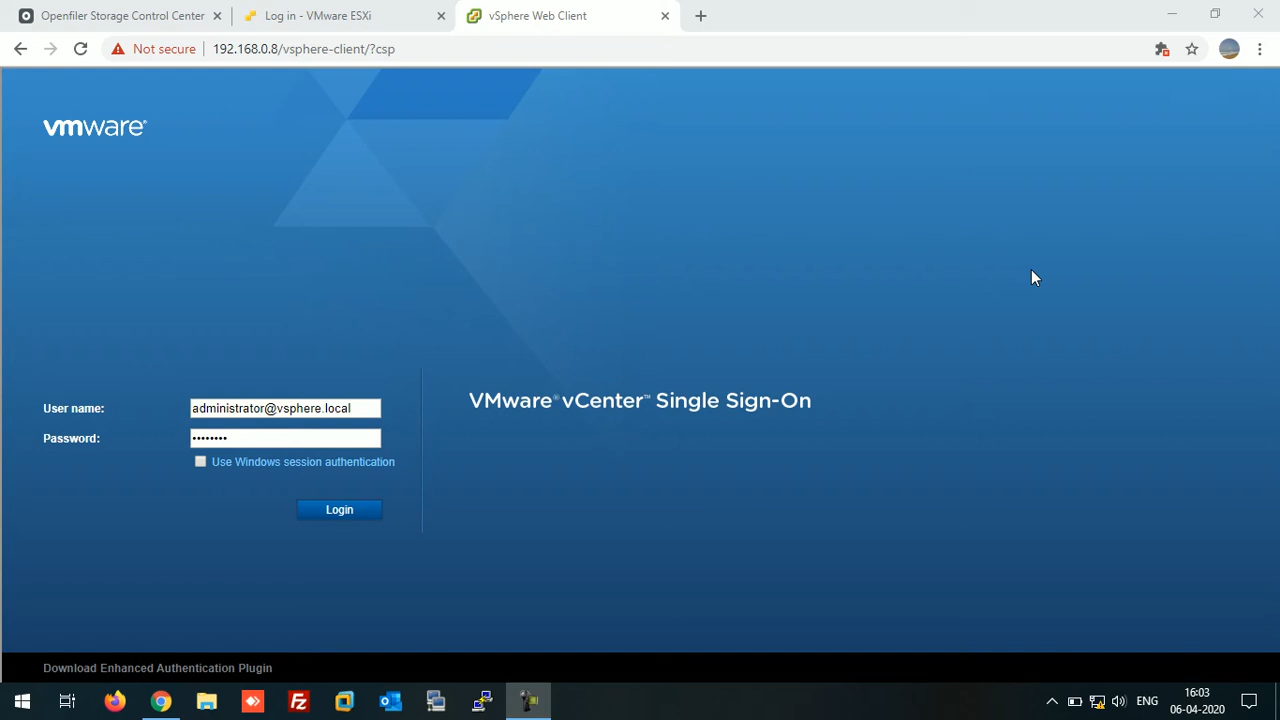 Openfiler Storage Control Center
Log in - VMware ESXi
vSphere Web Client
Not secure
192.168.0.8/vsphere-client/?csp
vmware®
User name:
administrator@vsphere.local
Password:
••••••••
Use Windows session authentication
Login
VMware® vCenter™ Single Sign-On
Download Enhanced Authentication Plugin
ENG
16:03
06-04-2020